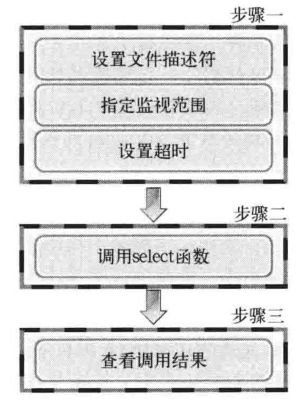 步骤一
设置文件描述符
指定监视范围
设置超时
步骤二
调用select函数
步骤三
查看调用结果